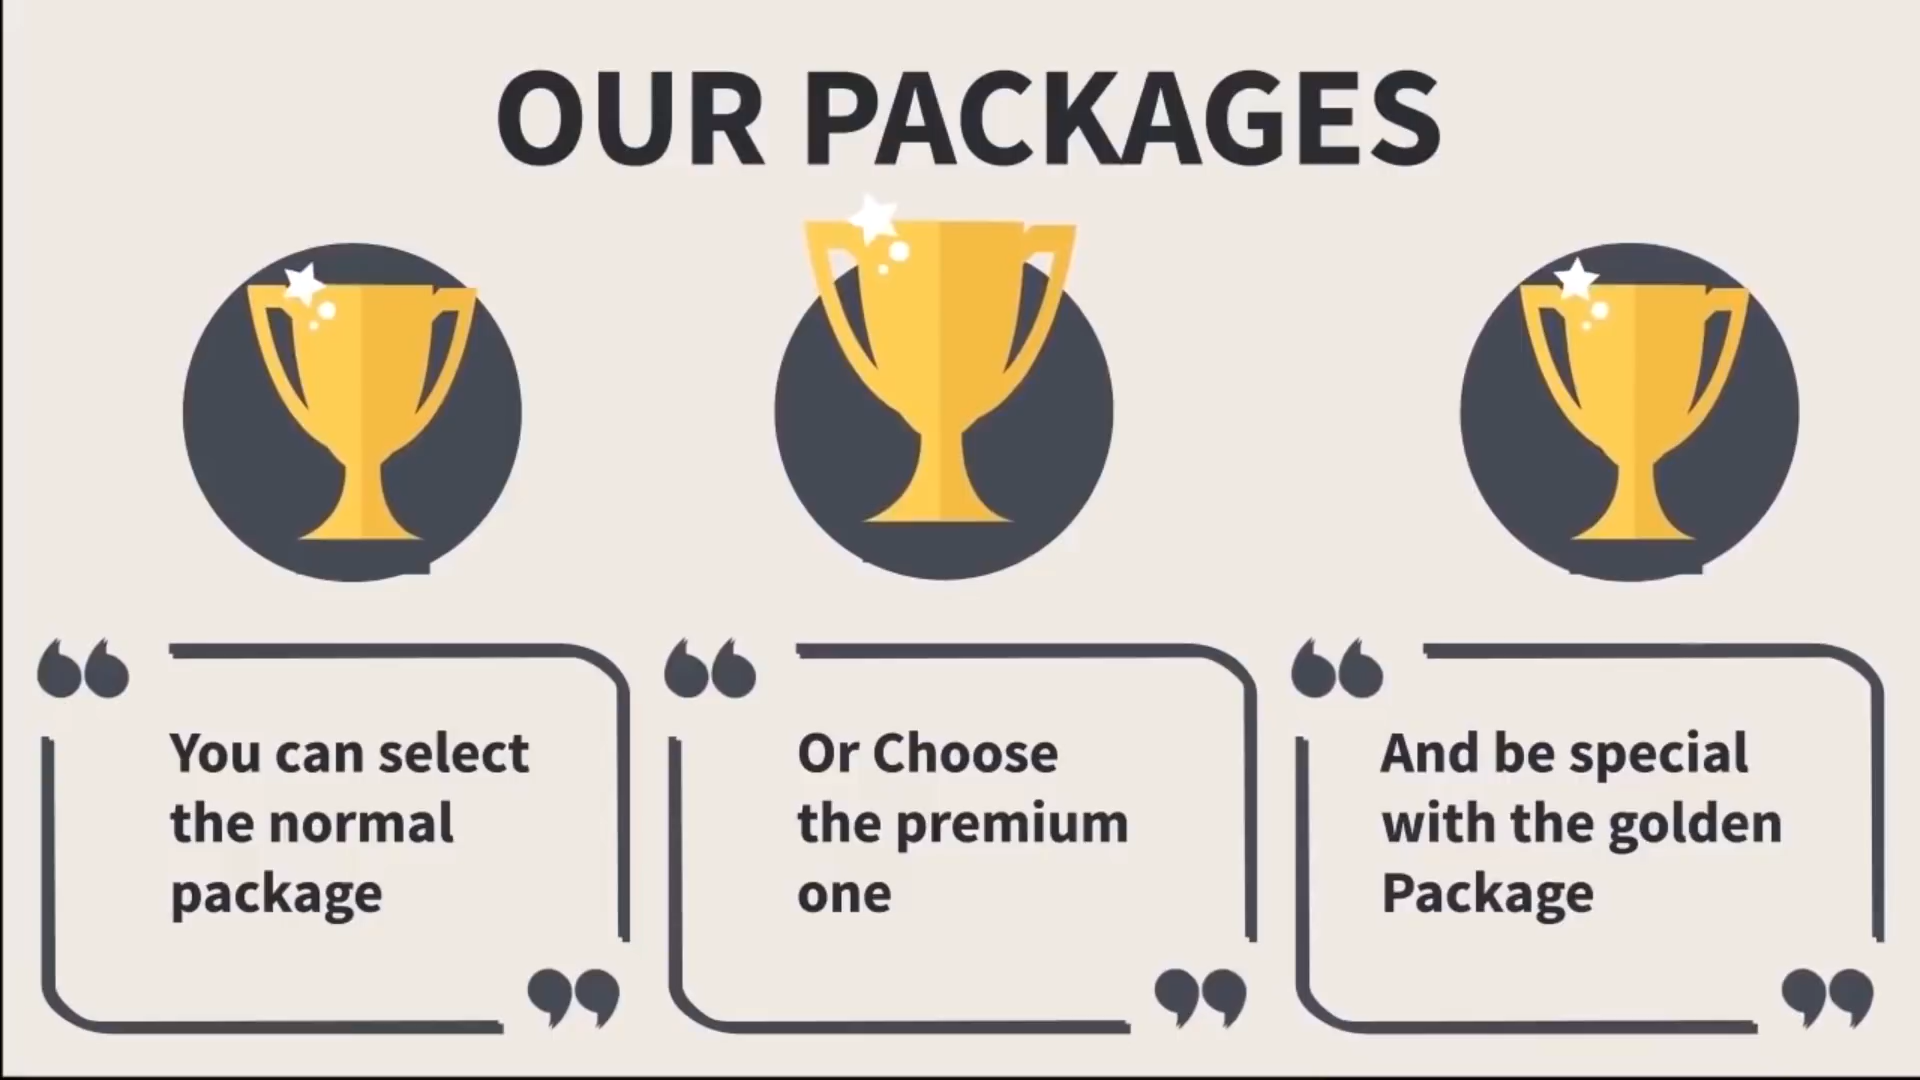 OUR PACKAGES
You can select
the normal
package
Or Choose
the premium
one
And be special
with the golden
Package